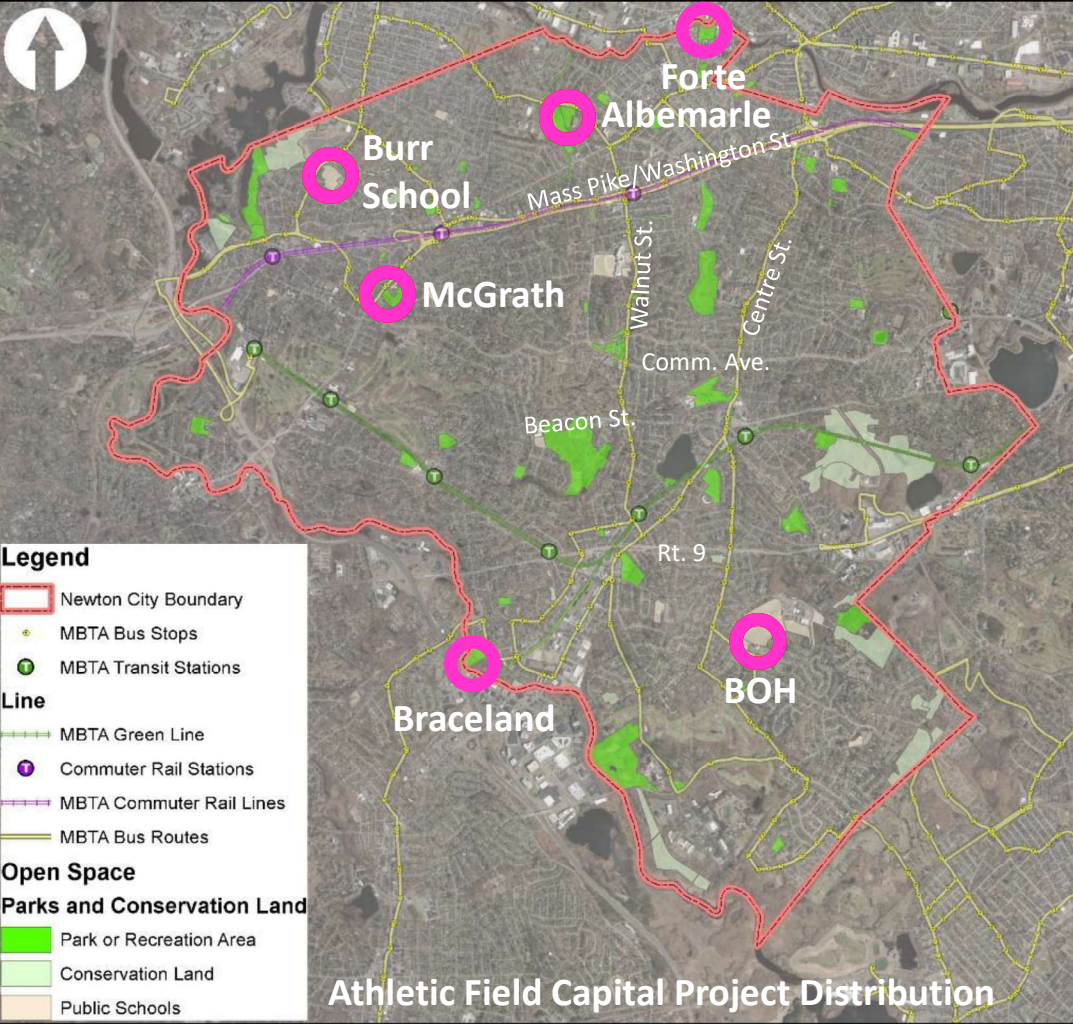 Forte
Albemarle
Burr
School
Mass Pike/Washington St.
McGrath
Walnut St.
Centre St.
Comm. Ave.
Beacon St.
Rt. 9
BOH
Braceland
Legend
Newton City Boundary
MBTA Bus Stops
T MBTA Transit Stations
Line
MBTA Green Line
T Commuter Rail Stations
MBTA Commuter Rail Lines
MBTA Bus Routes
Open Space
Parks and Conservation Land
Park or Recreation Area
Conservation Land
Public Schools
Athletic Field Capital Project Distribution